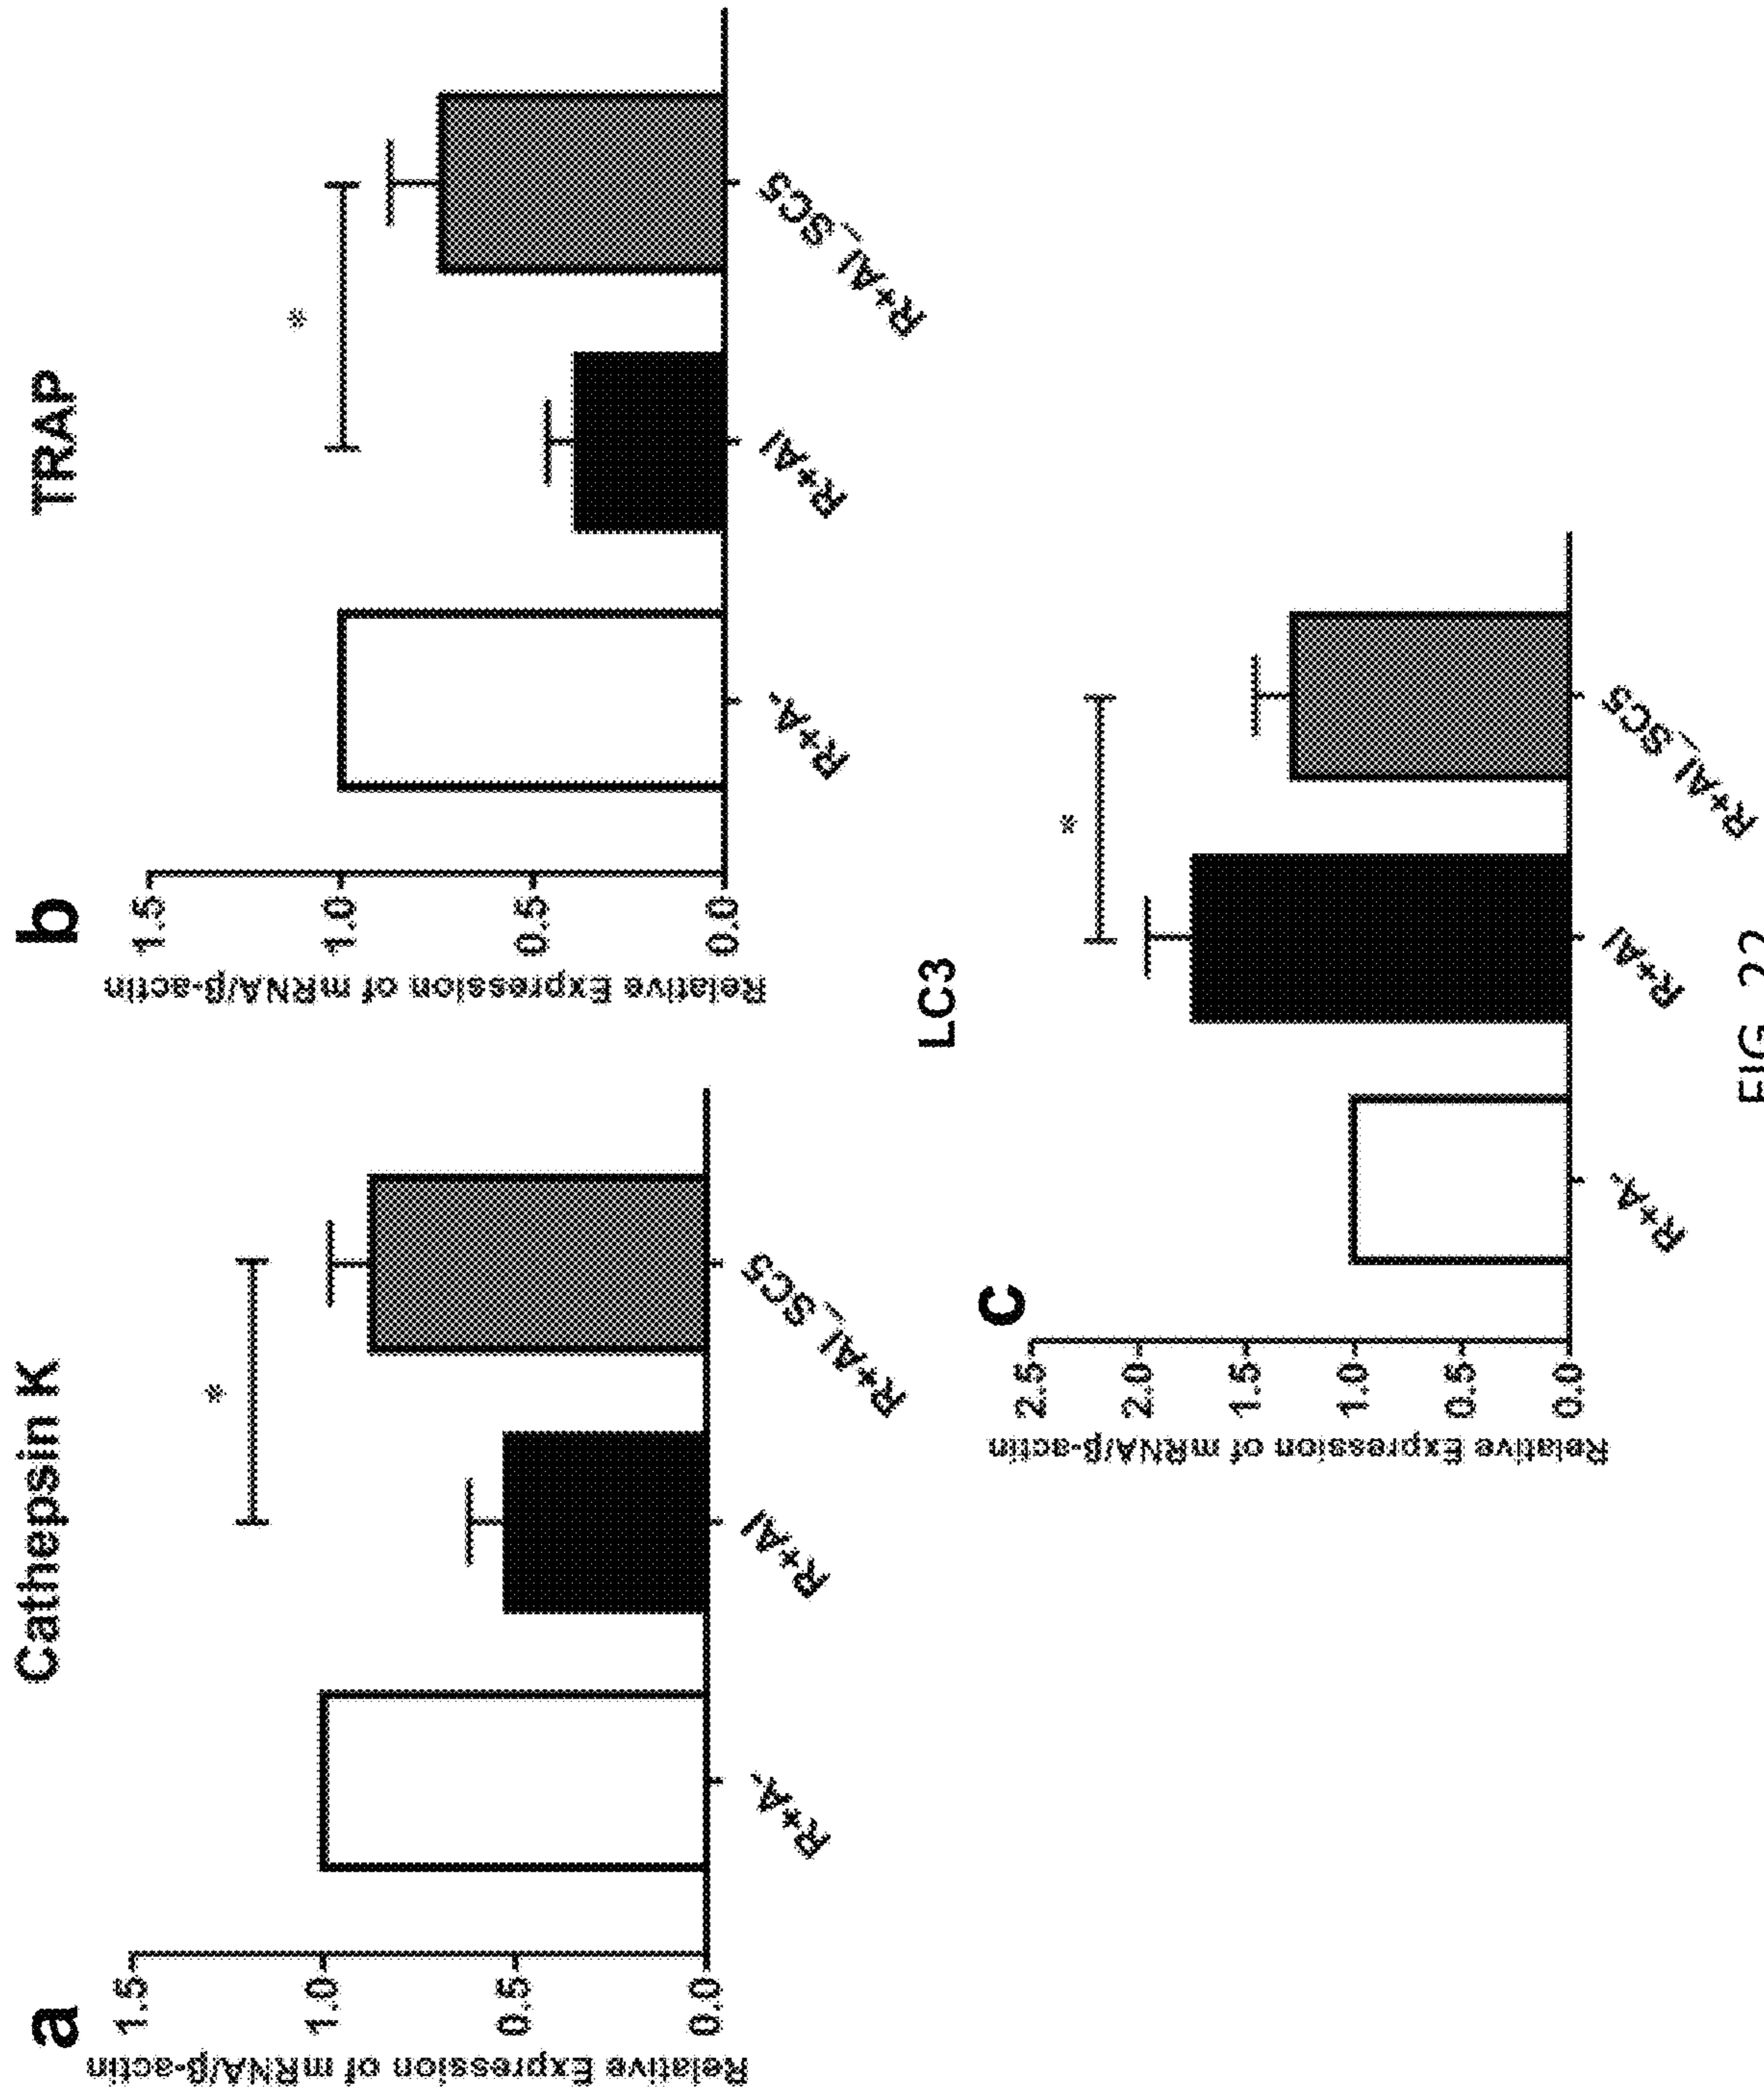 a
Cathepsin K
Relative Expression of mRNA/β-actin
1.5
1.0
0.5
0.0
*
R+A-
R+AI
R+AI_SC5
b
TRAP
Relative Expression of mRNA/β-actin
1.5
1.0
0.5
0.0
*
R+A-
R+AI
R+AI_SC5
c
LC3
Relative Expression of mRNA/β-actin
2.5
2.0
1.5
1.0
0.5
0.0
*
R+A-
R+AI
R+AI_SC5
FIG. 22